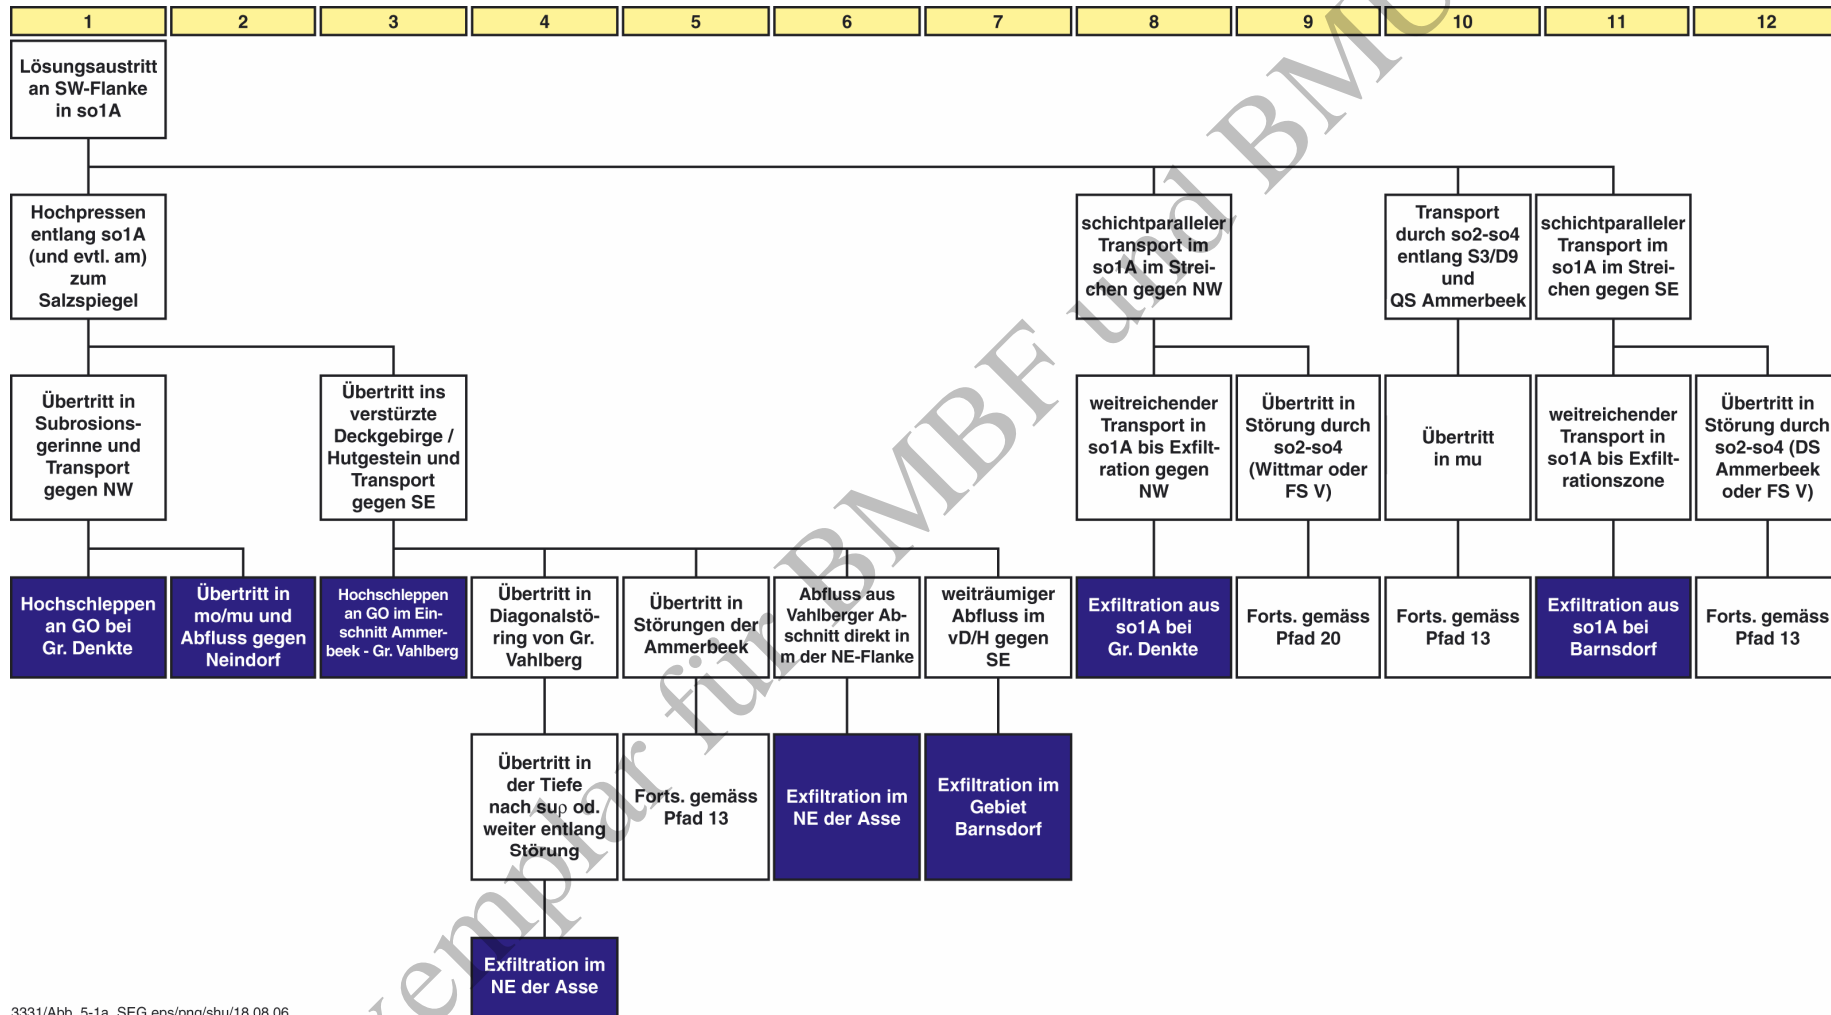 1
2
3
4
5
6
7
8
9
10
11
12
Lösungsaustritt
an SW-Flanke
in so1A
Hochpressen
entlang so1A
(und evtl. am)
zum
Salzspiegel
schichtparalleler
Transport im
so1A im Strei-
chen gegen NW
Transport
durch so2-so4
entlang S3/D9
und
QS Ammerbeek
schichtparalleler
Transport im
so1A im Strei-
chen gegen SE
Übertritt in
Subrosions-
gerinne und
Transport
gegen NW
Übertritt ins
verstürzte
Deckgebirge /
Hutgestein und
Transport
gegen SE
weitreichender
Transport in
so1A bis Exfilt-
ration gegen
NW
Übertritt in
Störung durch
so2-so4
(Wittmar oder
FS V)
Übertritt
in mu
weitreichender
Transport in
so1A bis Exfilt-
rationszone
Übertritt in
Störung durch
so2-so4 (DS
Ammerbeek
oder FS V)
Hochschleppen
an GO bei
Gr. Denkte
Übertritt in
mo/mu und
Abfluss gegen
Neindorf
Hochschleppen
an GO im Ein-
schnitt Ammer-
beek - Gr. Vahlberg
Übertritt in
Diagonalstö-
ring von Gr.
Vahlberg
Übertritt in
Störungen der
Ammerbeek
Abfluss aus
Vahlberger Ab-
schnitt direkt in
m der NE-Flanke
weiträumiger
Abfluss im
vD/H gegen
SE
Exfiltration aus
so1A bei
Gr. Denkte
Forts. gemäss
Pfad 20
Forts. gemäss
Pfad 13
Exfiltration aus
so1A bei
Barnsdorf
Forts. gemäss
Pfad 13
Übertritt in
der Tiefe
nach suρ od.
weiter entlang
Störung
Forts. gemäss
Pfad 13
Exfiltration im
NE der Asse
Exfiltration im
Gebiet
Barnsdorf
Exfiltration im
NE der Asse
3331/Abb. 5-1a_SEG.eps/png/shu/18.08.06
xemplar für BMBF und BMU